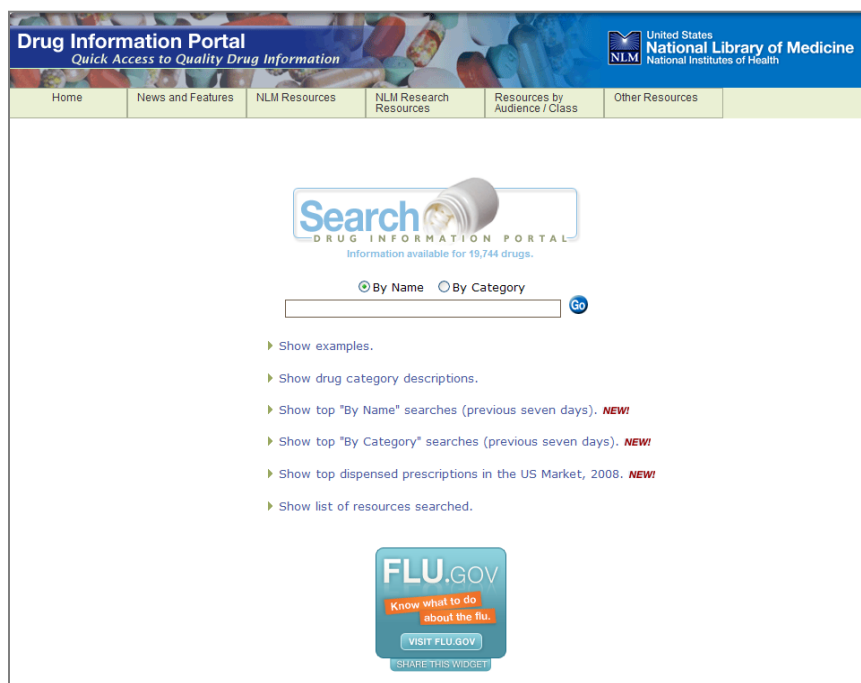 Drug Information Portal
Quick Access to Quality Drug Information
NLM
United States
National Library of Medicine
National Institutes of Health
Home
News and Features
NLM Resources
NLM Research
Resources
Resources by
Audience / Class
Other Resources
Search
DRUG INFORMATION PORTAL
Information available for 19,744 drugs.
By Name By Category
Go
Show examples.
Show drug category descriptions.
Show top "By Name" searches (previous seven days). NEW!
Show top "By Category" searches (previous seven days). NEW!
Show top dispensed prescriptions in the US Market, 2008. NEW!
Show list of resources searched.
FLU.GOV
Know what to do
about the flu.
VISIT FLU.GOV
SHARE THIS WIDGET